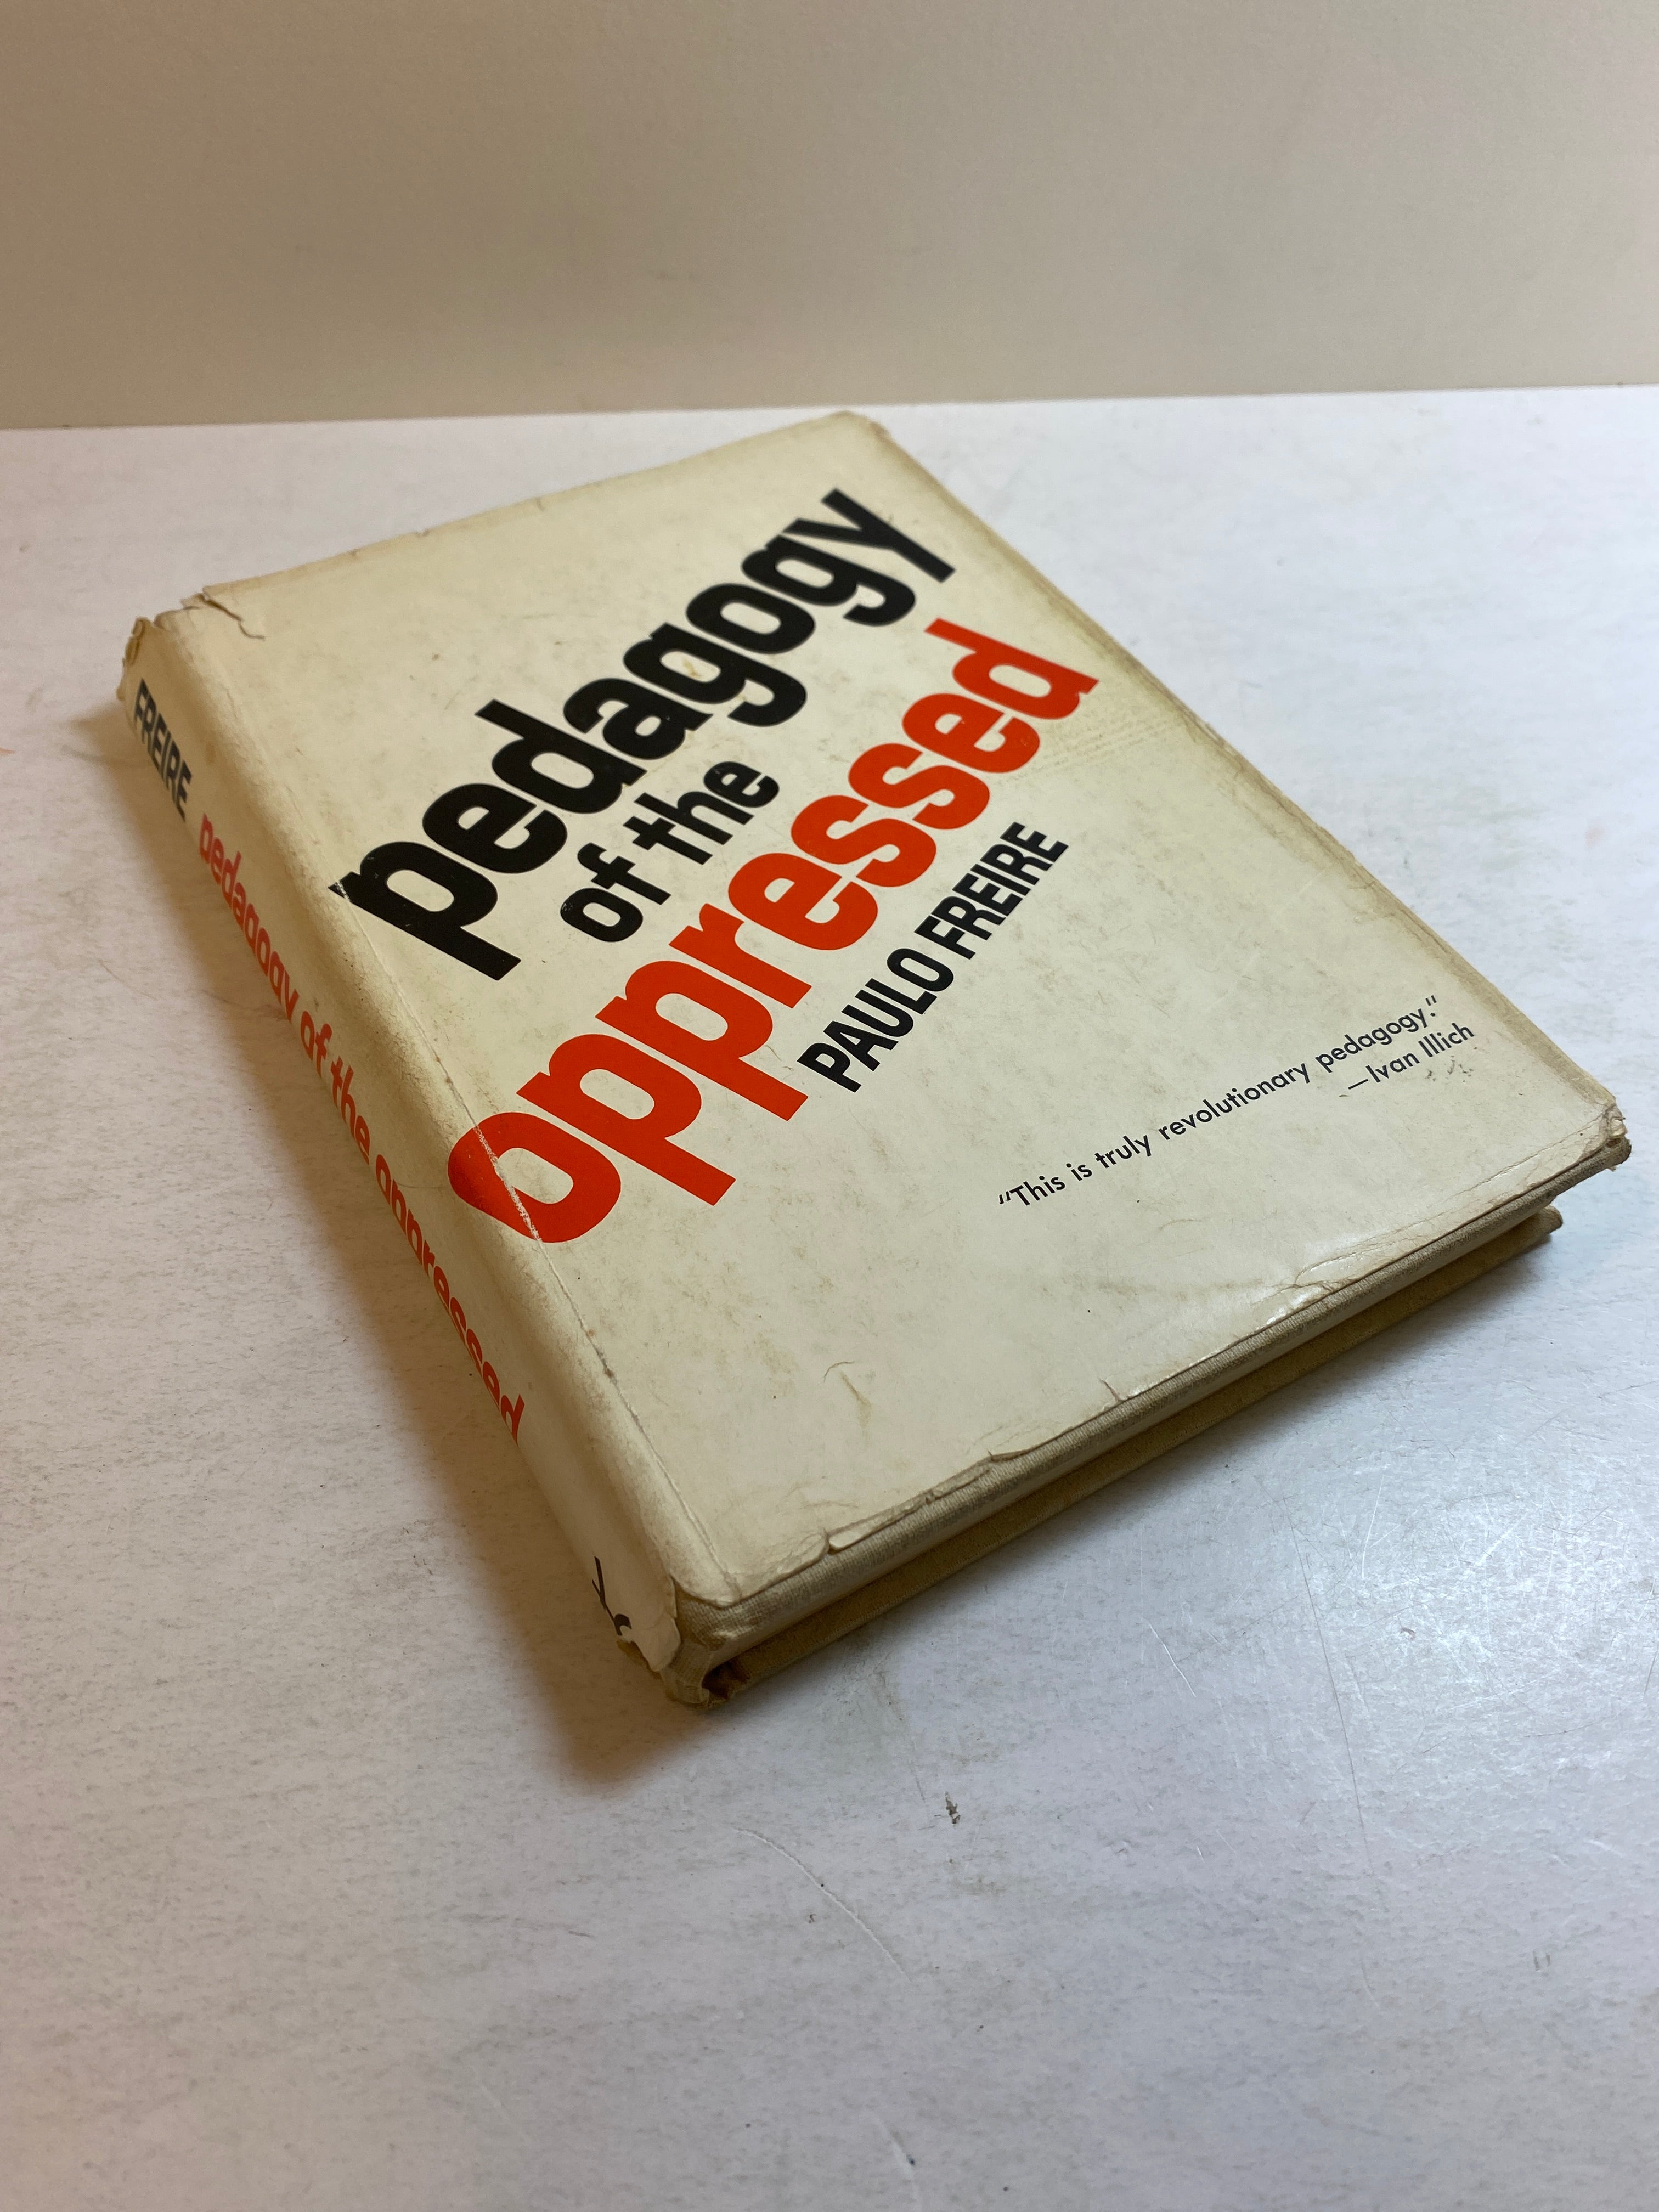 pedagogy
of the
oppressed
PAULO FREIRE
"This is truly revolutionary pedagogy."
—Ivan Illich
FREIRE pedagogy of the oppressed